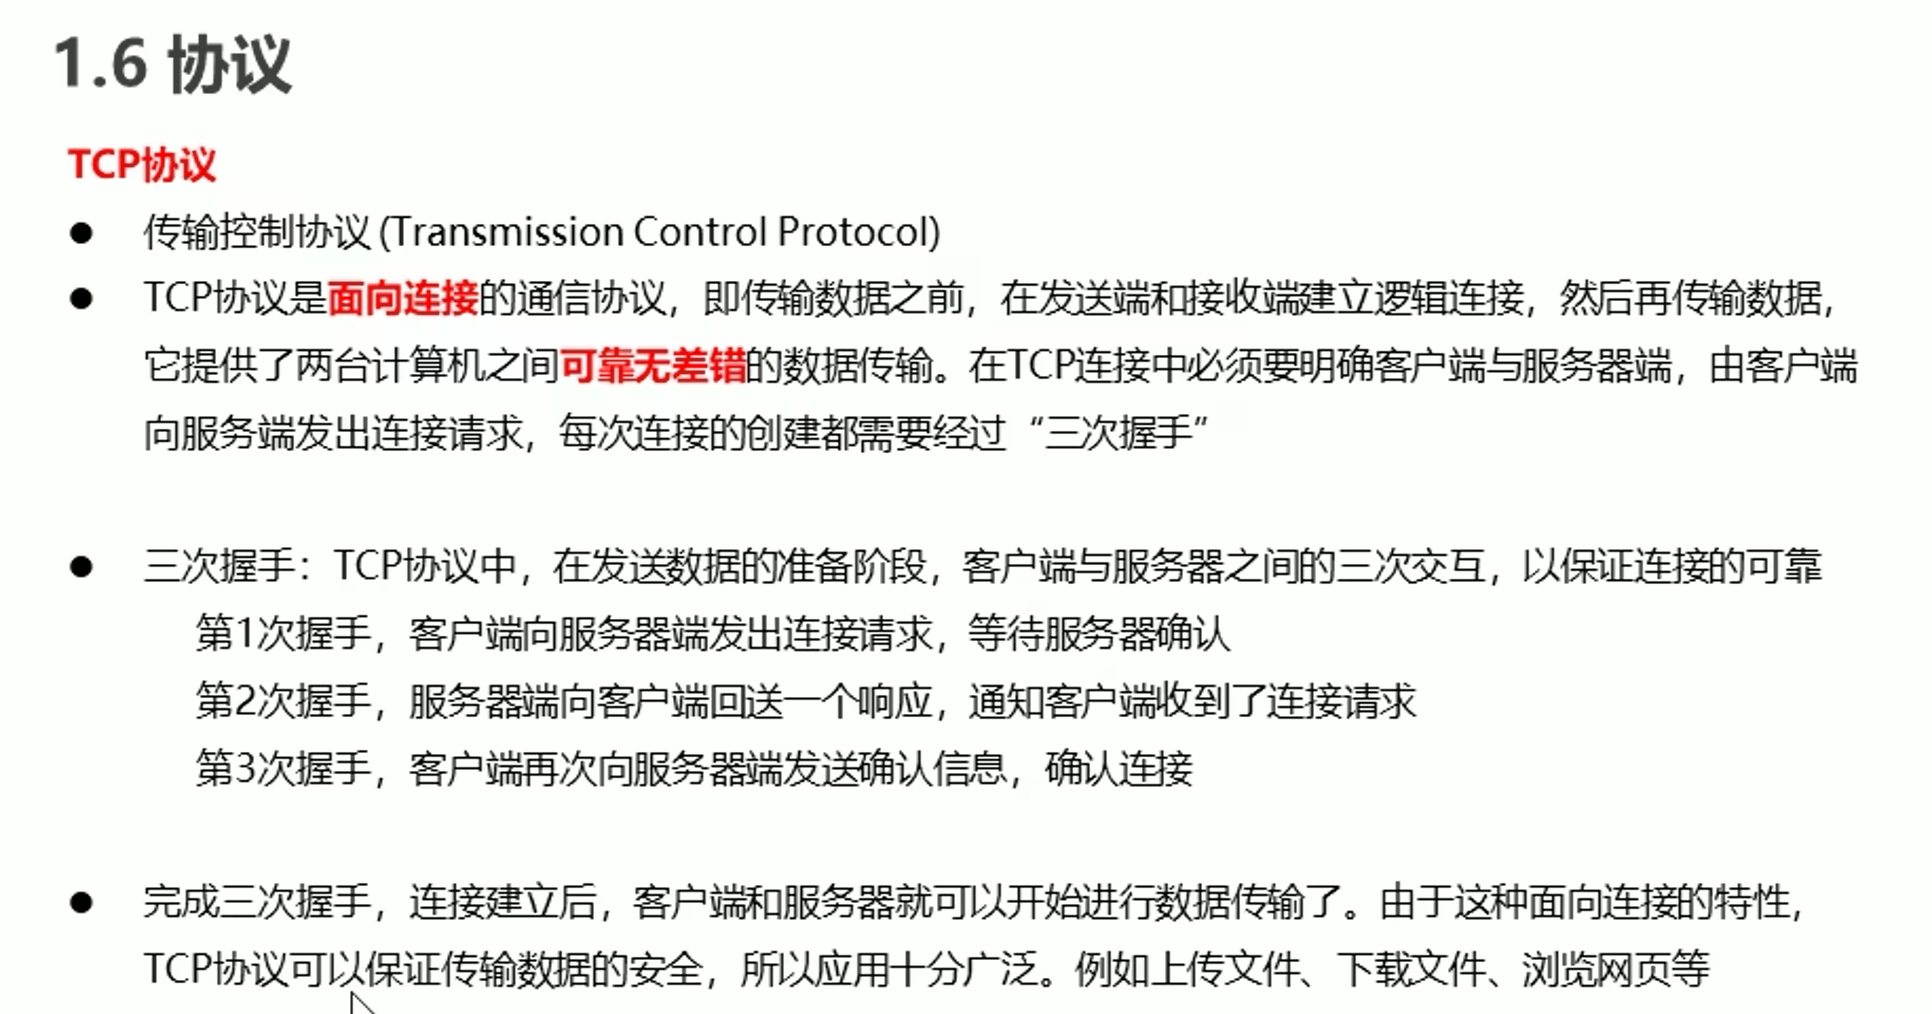 1.6 协议
TCP协议
● 传输控制协议 (Transmission Control Protocol)
● TCP协议是面向连接的通信协议，即传输数据之前，在发送端和接收端建立逻辑连接，然后再传输数据，
它提供了两台计算机之间可靠无差错的数据传输。在TCP连接中必须要明确客户端与服务器端，由客户端
向服务端发出连接请求，每次连接的创建都需要经过“三次握手”
● 三次握手：TCP协议中，在发送数据的准备阶段，客户端与服务器之间的三次交互，以保证连接的可靠
第1次握手，客户端向服务器端发出连接请求，等待服务器确认
第2次握手，服务器端向客户端回送一个响应，通知客户端收到了连接请求
第3次握手，客户端再次向服务器端发送确认信息，确认连接
● 完成三次握手，连接建立后，客户端和服务器就可以开始进行数据传输了。由于这种面向连接的特性，
TCP协议可以保证传输数据的安全，所以应用十分广泛。例如上传文件、下载文件、浏览网页等